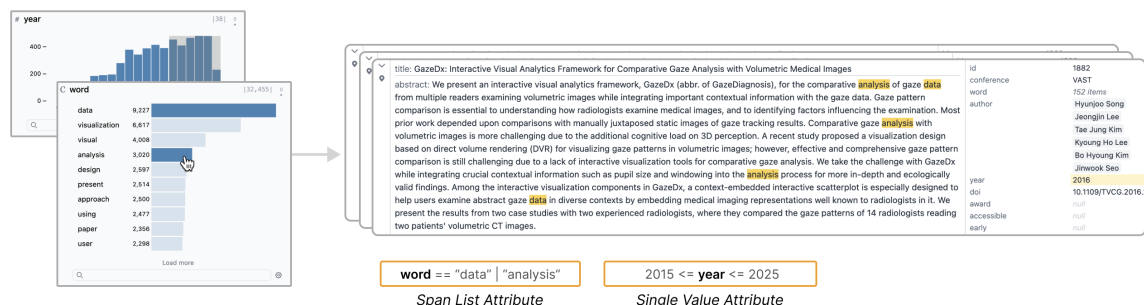 # year |38|
400
200
0
C word |32,455|
data 9,227
visualization 6,617
visual 4,008
analysis 3,020
design 2,597
present 2,514
approach 2,500
using 2,477
paper 2,356
user 2,298
Load more
title: GazeDx: Interactive Visual Analytics Framework for Comparative Gaze Analysis with Volumetric Medical Images
abstract: We present an interactive visual analytics framework, GazeDx (abbr. of GazeDiagnosis), for the comparative analysis of gaze data
from multiple readers examining volumetric images while integrating important contextual information with the gaze data. Gaze pattern
comparison is essential to understanding how radiologists examine medical images, and to identifying factors influencing the examination. Most
prior work depended upon comparisons with manually juxtaposed static images of gaze tracking results. Comparative gaze analysis with
volumetric images is more challenging due to the additional cognitive load on 3D perception. A recent study proposed a visualization design
based on direct volume rendering (DVR) for visualizing gaze patterns in volumetric images; however, effective and comprehensive gaze pattern
comparison is still challenging due to a lack of interactive visualization tools for comparative gaze analysis. We take the challenge with GazeDx
while integrating crucial contextual information such as pupil size and windowing into the analysis process for more in-depth and ecologically
valid findings. Among the interactive visualization components in GazeDx, a context-embedded interactive scatterplot is especially designed to
help users examine abstract gaze data in diverse contexts by embedding medical imaging representations well known to radiologists in it. We
present the results from two case studies with two experienced radiologists, where they compared the gaze patterns of 14 radiologists reading
two patients' volumetric CT images.
id 1882
conference VAST
word 152 items
author Hyunjoo Song
Jeongjin Lee
Tae Jung Kim
Kyoung Ho Lee
Bo Hyoung Kim
Jinwook Seo
year 2016
doi 10.1109/TVCG.2016.
award null
accessible null
early null
word == "data" | "analysis"
Span List Attribute
2015 <= year <= 2025
Single Value Attribute